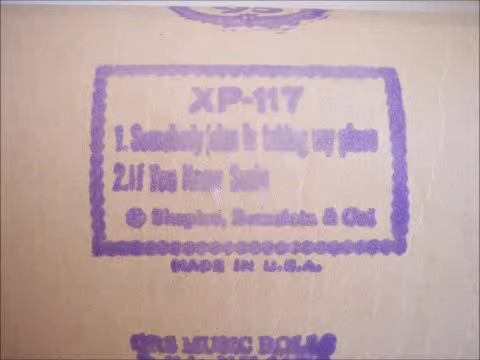 XP-117
1. Somebody else is taking my place
2. If You Knew Susie
© Shapiro, Bernstein & Co.
MADE IN U.S.A.
QRS MUSIC ROLLS